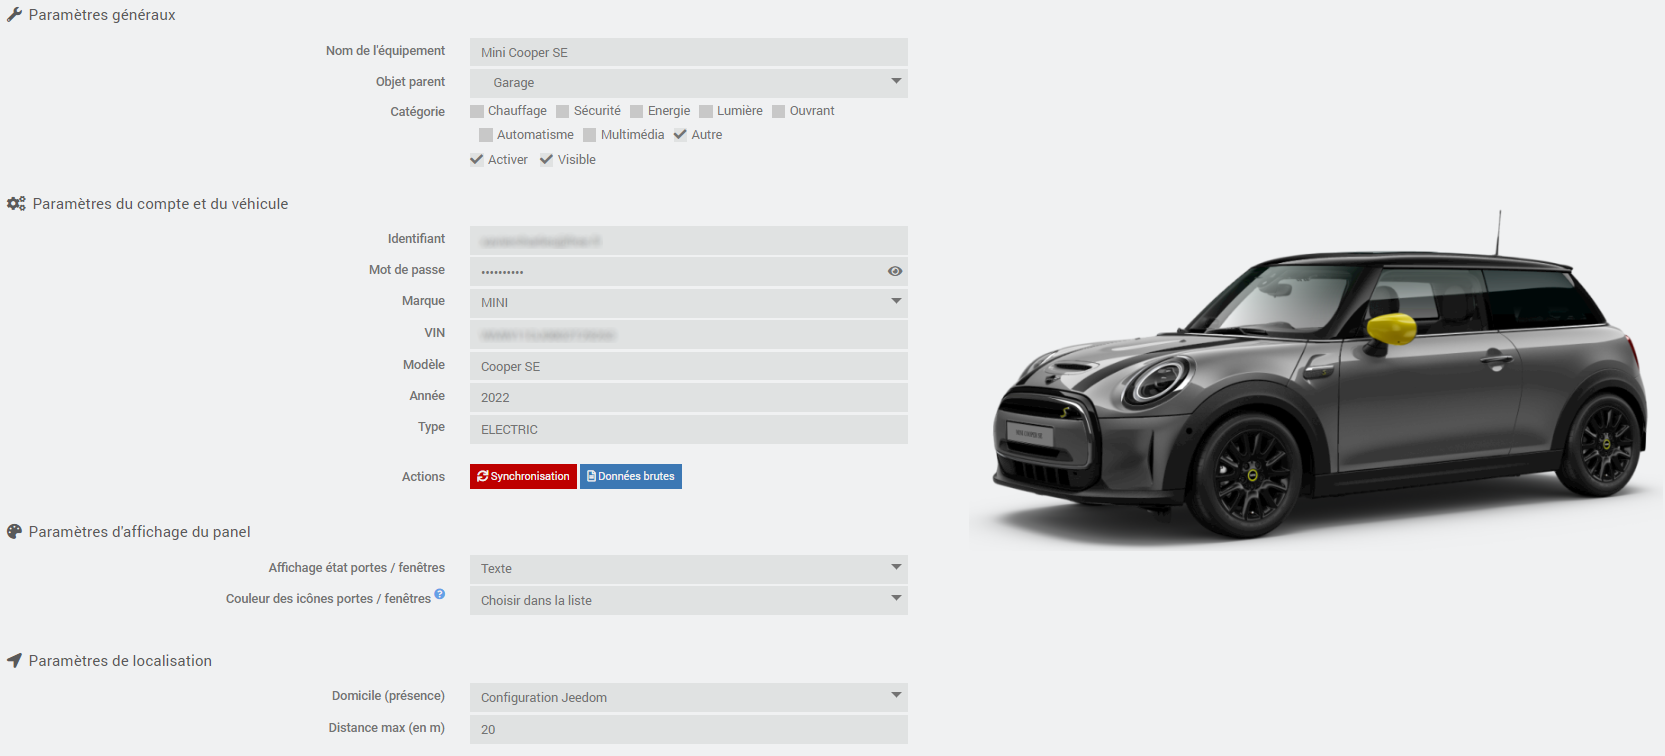 Paramètres généraux
Nom de l'équipement Mini Cooper SE
Objet parent Garage
Catégorie Chauffage Sécurité Energie Lumière Ouvrant
Automatisme Multimédia Autre
Activer Visible
Paramètres du compte et du véhicule
Identifiant
Mot de passe ••••••••••
Marque MINI
VIN
Modèle Cooper SE
Année 2022
Type ELECTRIC
Actions Synchronisation Données brutes
Paramètres d'affichage du panel
Affichage état portes / fenêtres Texte
Couleur des icônes portes / fenêtres ? Choisir dans la liste
Paramètres de localisation
Domicile (présence) Configuration Jeedom
Distance max (en m) 20